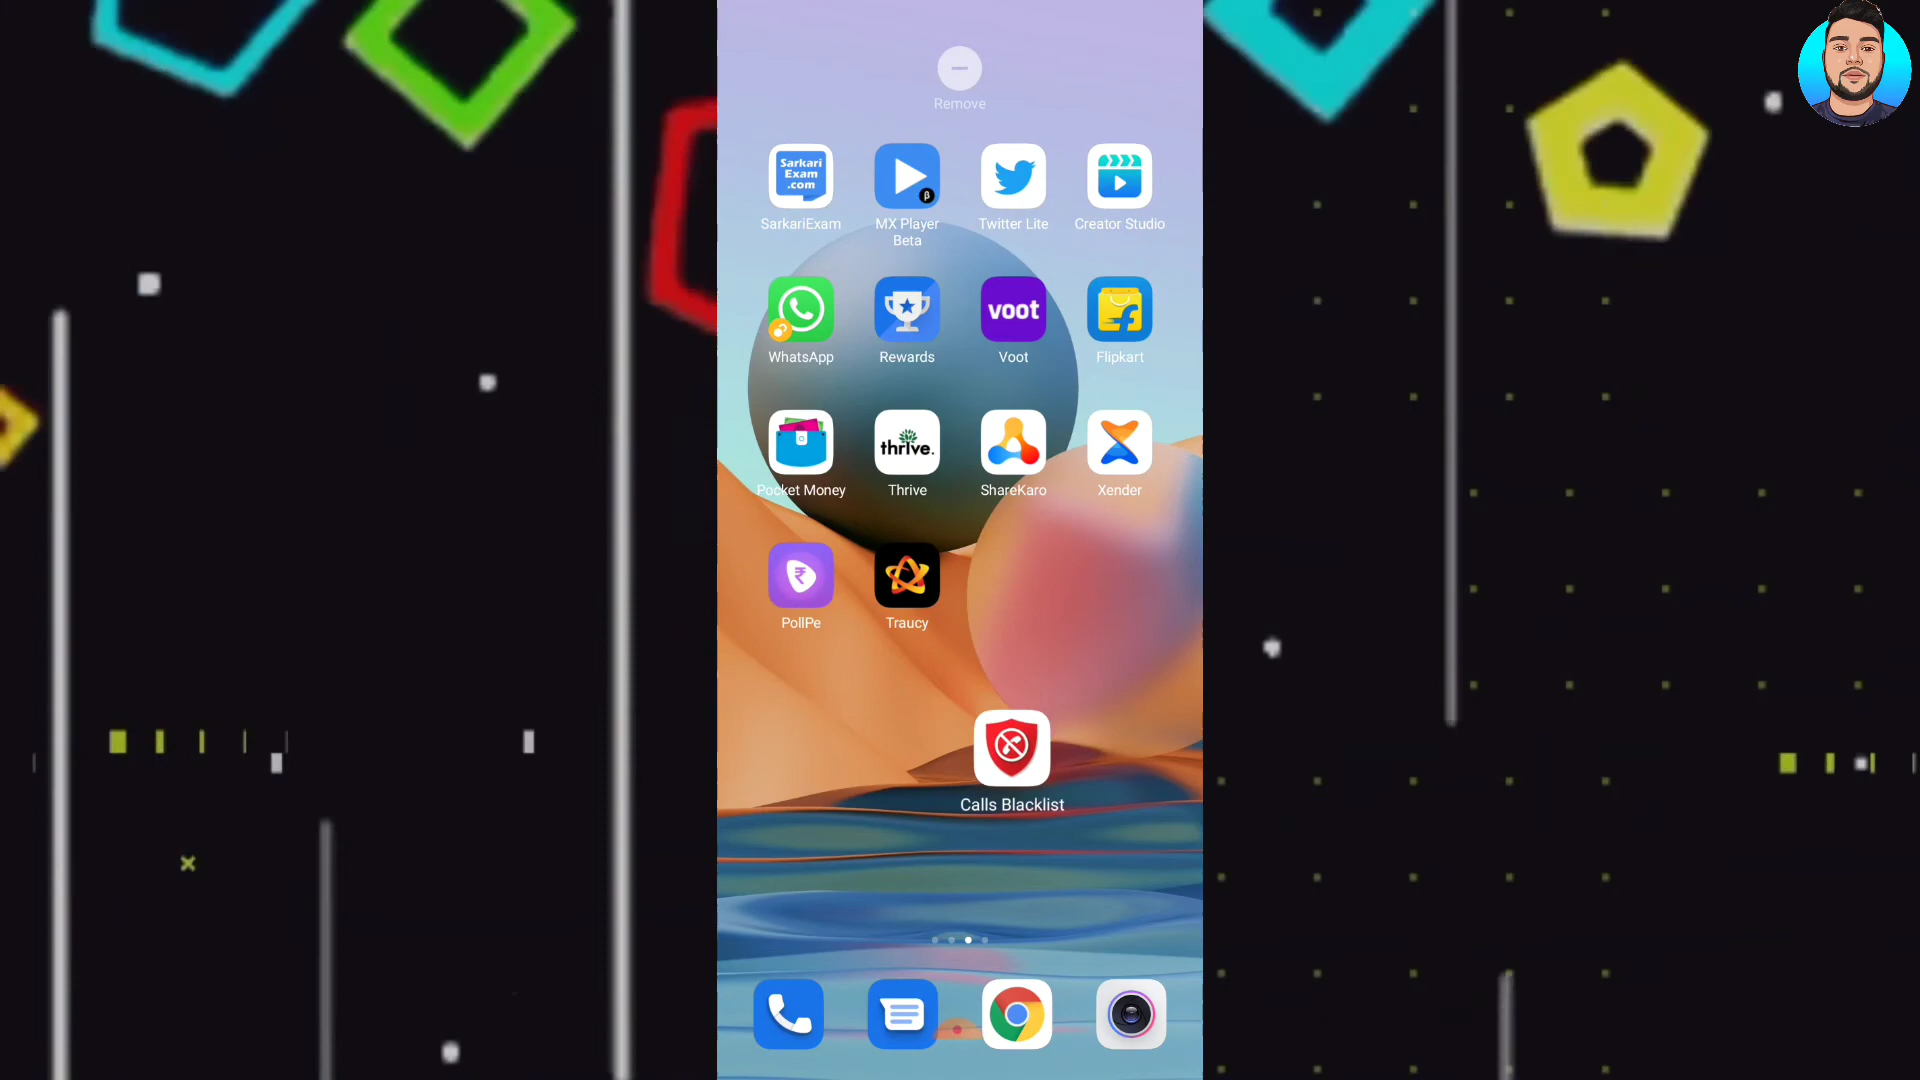 Remove
Sarkari
Exam
.com
β
SarkariExam
MX Player
Beta
Twitter Lite
Creator Studio
voot
WhatsApp
Rewards
Voot
Flipkart
thrive.
Pocket Money
Thrive
ShareKaro
Xender
₹
PollPe
Traucy
Calls Blacklist